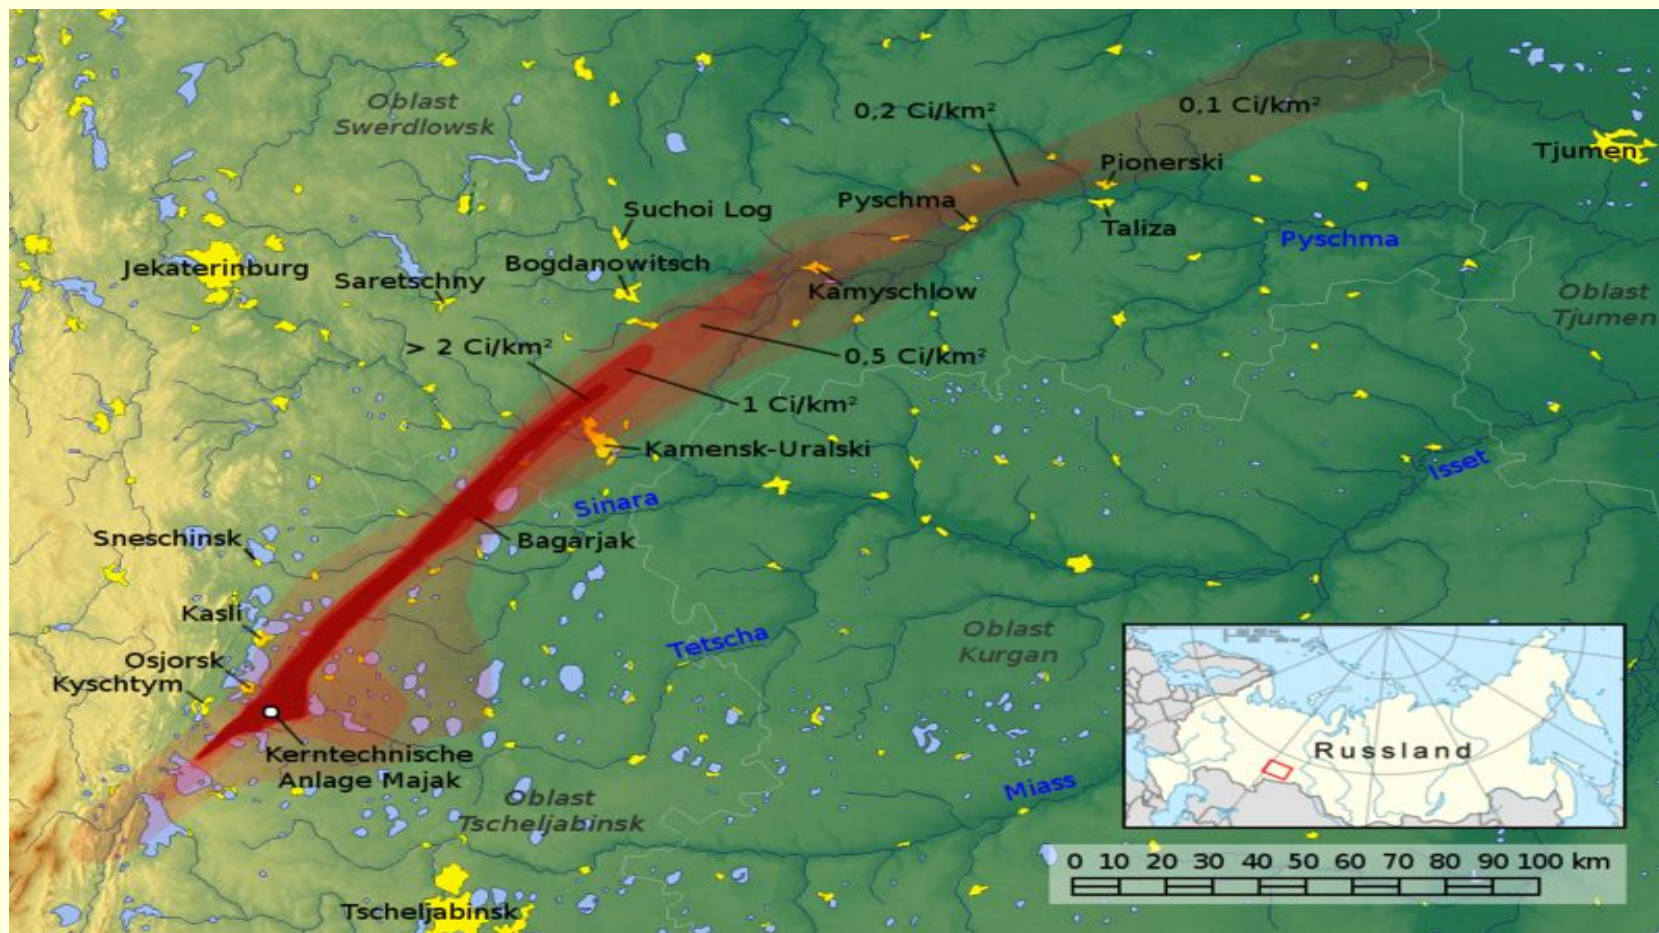 Oblast
Swerdlowsk
0,2 Ci/km²
0,1 Ci/km²
Tjumen
Pionerski
Pyschma
Suchoi Log
Taliza
Pyschma
Jekaterinburg
Bogdanowitsch
Saretschny
Kamyschlow
Oblast
Tjumen
> 2 Ci/km²
0,5 Ci/km²
1 Ci/km²
Kamensk-Uralski
Isset
Sinara
Sneschinsk
Bagarjak
Kasli
Tetscha
Oblast
Kurgan
Osjorsk
Kyschtym
Kerntechnische
Anlage Majak
Russland
Miass
Oblast
Tscheljabinsk
0 10 20 30 40 50 60 70 80 90 100 km
Tscheljabinsk